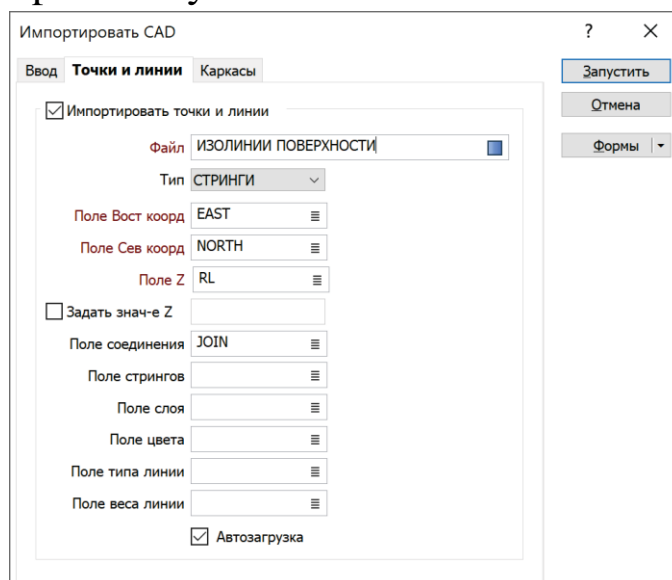 Импортировать CAD ? ×
Ввод Точки и линии Каркасы
Запустить
Импортировать точки и линии
Отмена
Файл ИЗОЛИНИИ ПОВЕРХНОСТИ
Формы
Тип СТРИНГИ
Поле Вост коорд EAST
Поле Сев коорд NORTH
Поле Z RL
Задать знач-е Z
Поле соединения JOIN
Поле стрингов
Поле слоя
Поле цвета
Поле типа линии
Поле веса линии
Автозагрузка